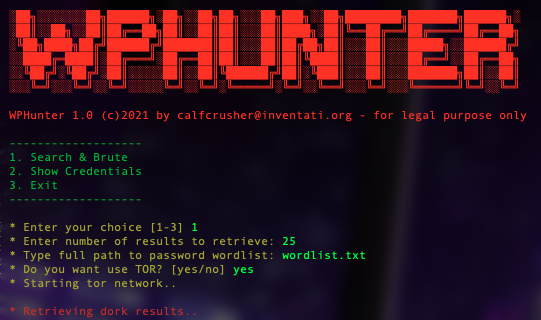 WPHUNTER
WPHunter 1.0 (c)2021 by calfcrusher@inventati.org - for legal purpose only
-------------------
1. Search & Brute
2. Show Credentials
3. Exit
-------------------
* Enter your choice [1-3] 1
* Enter number of results to retrieve: 25
* Type full path to password wordlist: wordlist.txt
* Do you want use TOR? [yes/no] yes
* Starting tor network..
* Retrieving dork results..